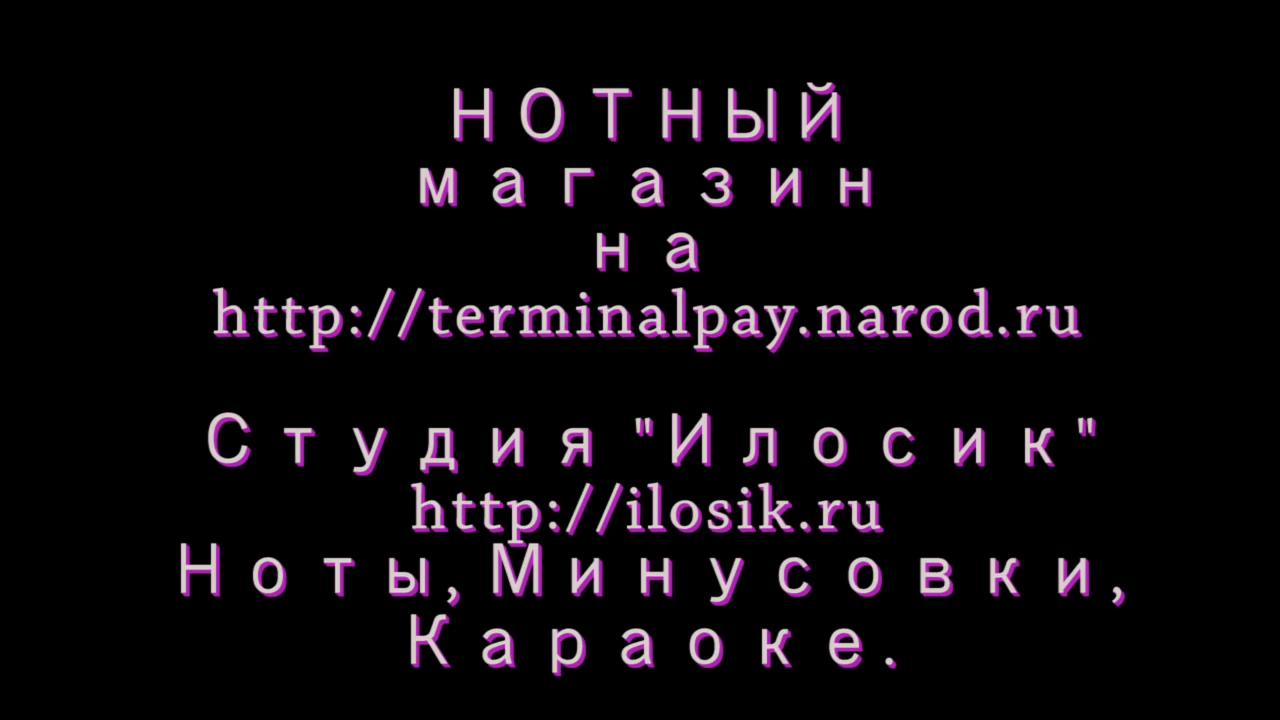 НОТНЫЙ
магазин
на
http://terminalpay.narod.ru
Студия "Илосик"
http://ilosik.ru
Ноты, Минусовки,
Караоке.